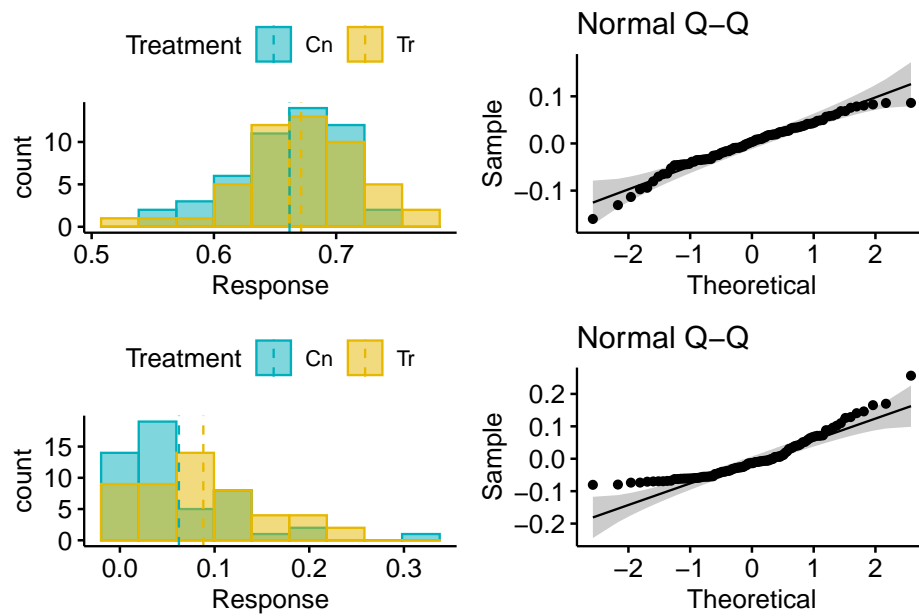 Treatment Cn Tr
count
10
5
0
0.5 0.6 0.7
Response
Normal Q−Q
Sample
0.1
0.0
−0.1
−2 −1 0 1 2
Theoretical
Treatment Cn Tr
count
15
10
5
0
0.0 0.1 0.2 0.3
Response
Normal Q−Q
Sample
0.2
0.1
0.0
−0.1
−0.2
−2 −1 0 1 2
Theoretical